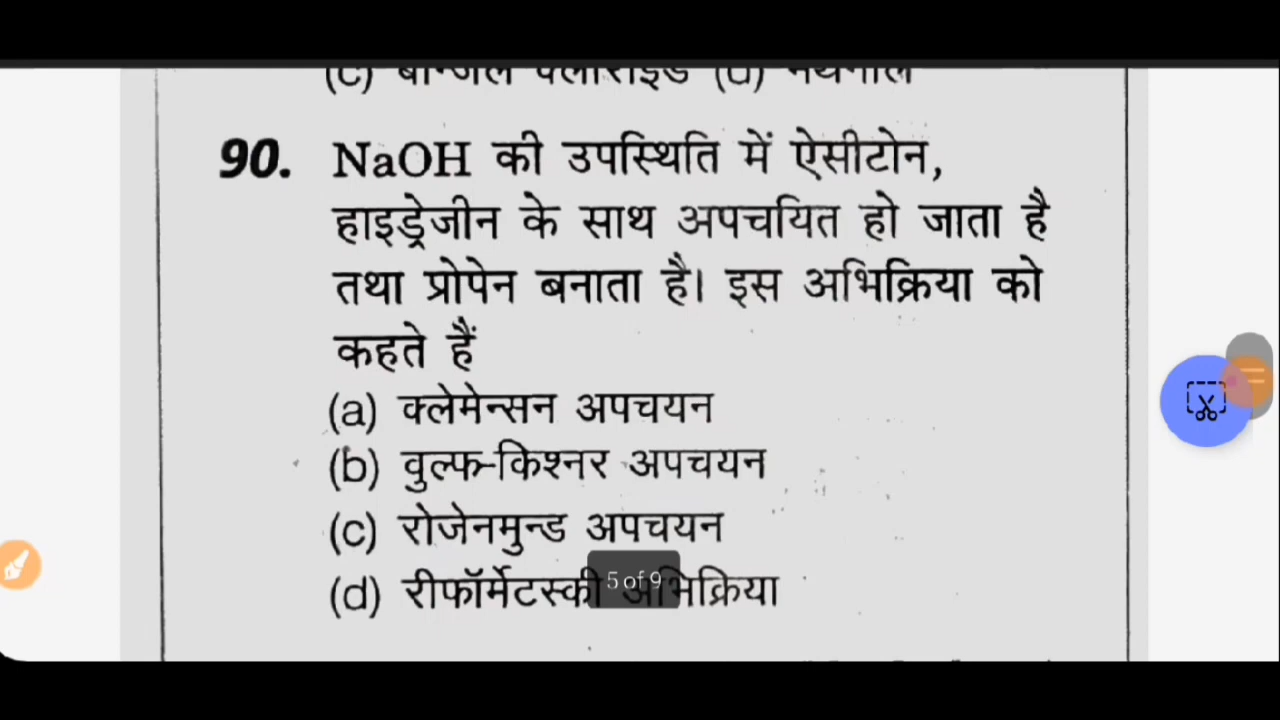 (c) बेन्जिल क्लोराइड (d) मेथेनॉल
90. NaOH की उपस्थिति में ऐसीटोन,
हाइड्रेजीन के साथ अपचयित हो जाता है
तथा प्रोपेन बनाता है। इस अभिक्रिया को
कहते हैं
(a) क्लेमेन्सन अपचयन
(b) वुल्फ-किश्नर अपचयन
(c) रोजेनमुन्ड अपचयन
(d) रीफॉर्मेटस्की अभिक्रिया
5 of 9